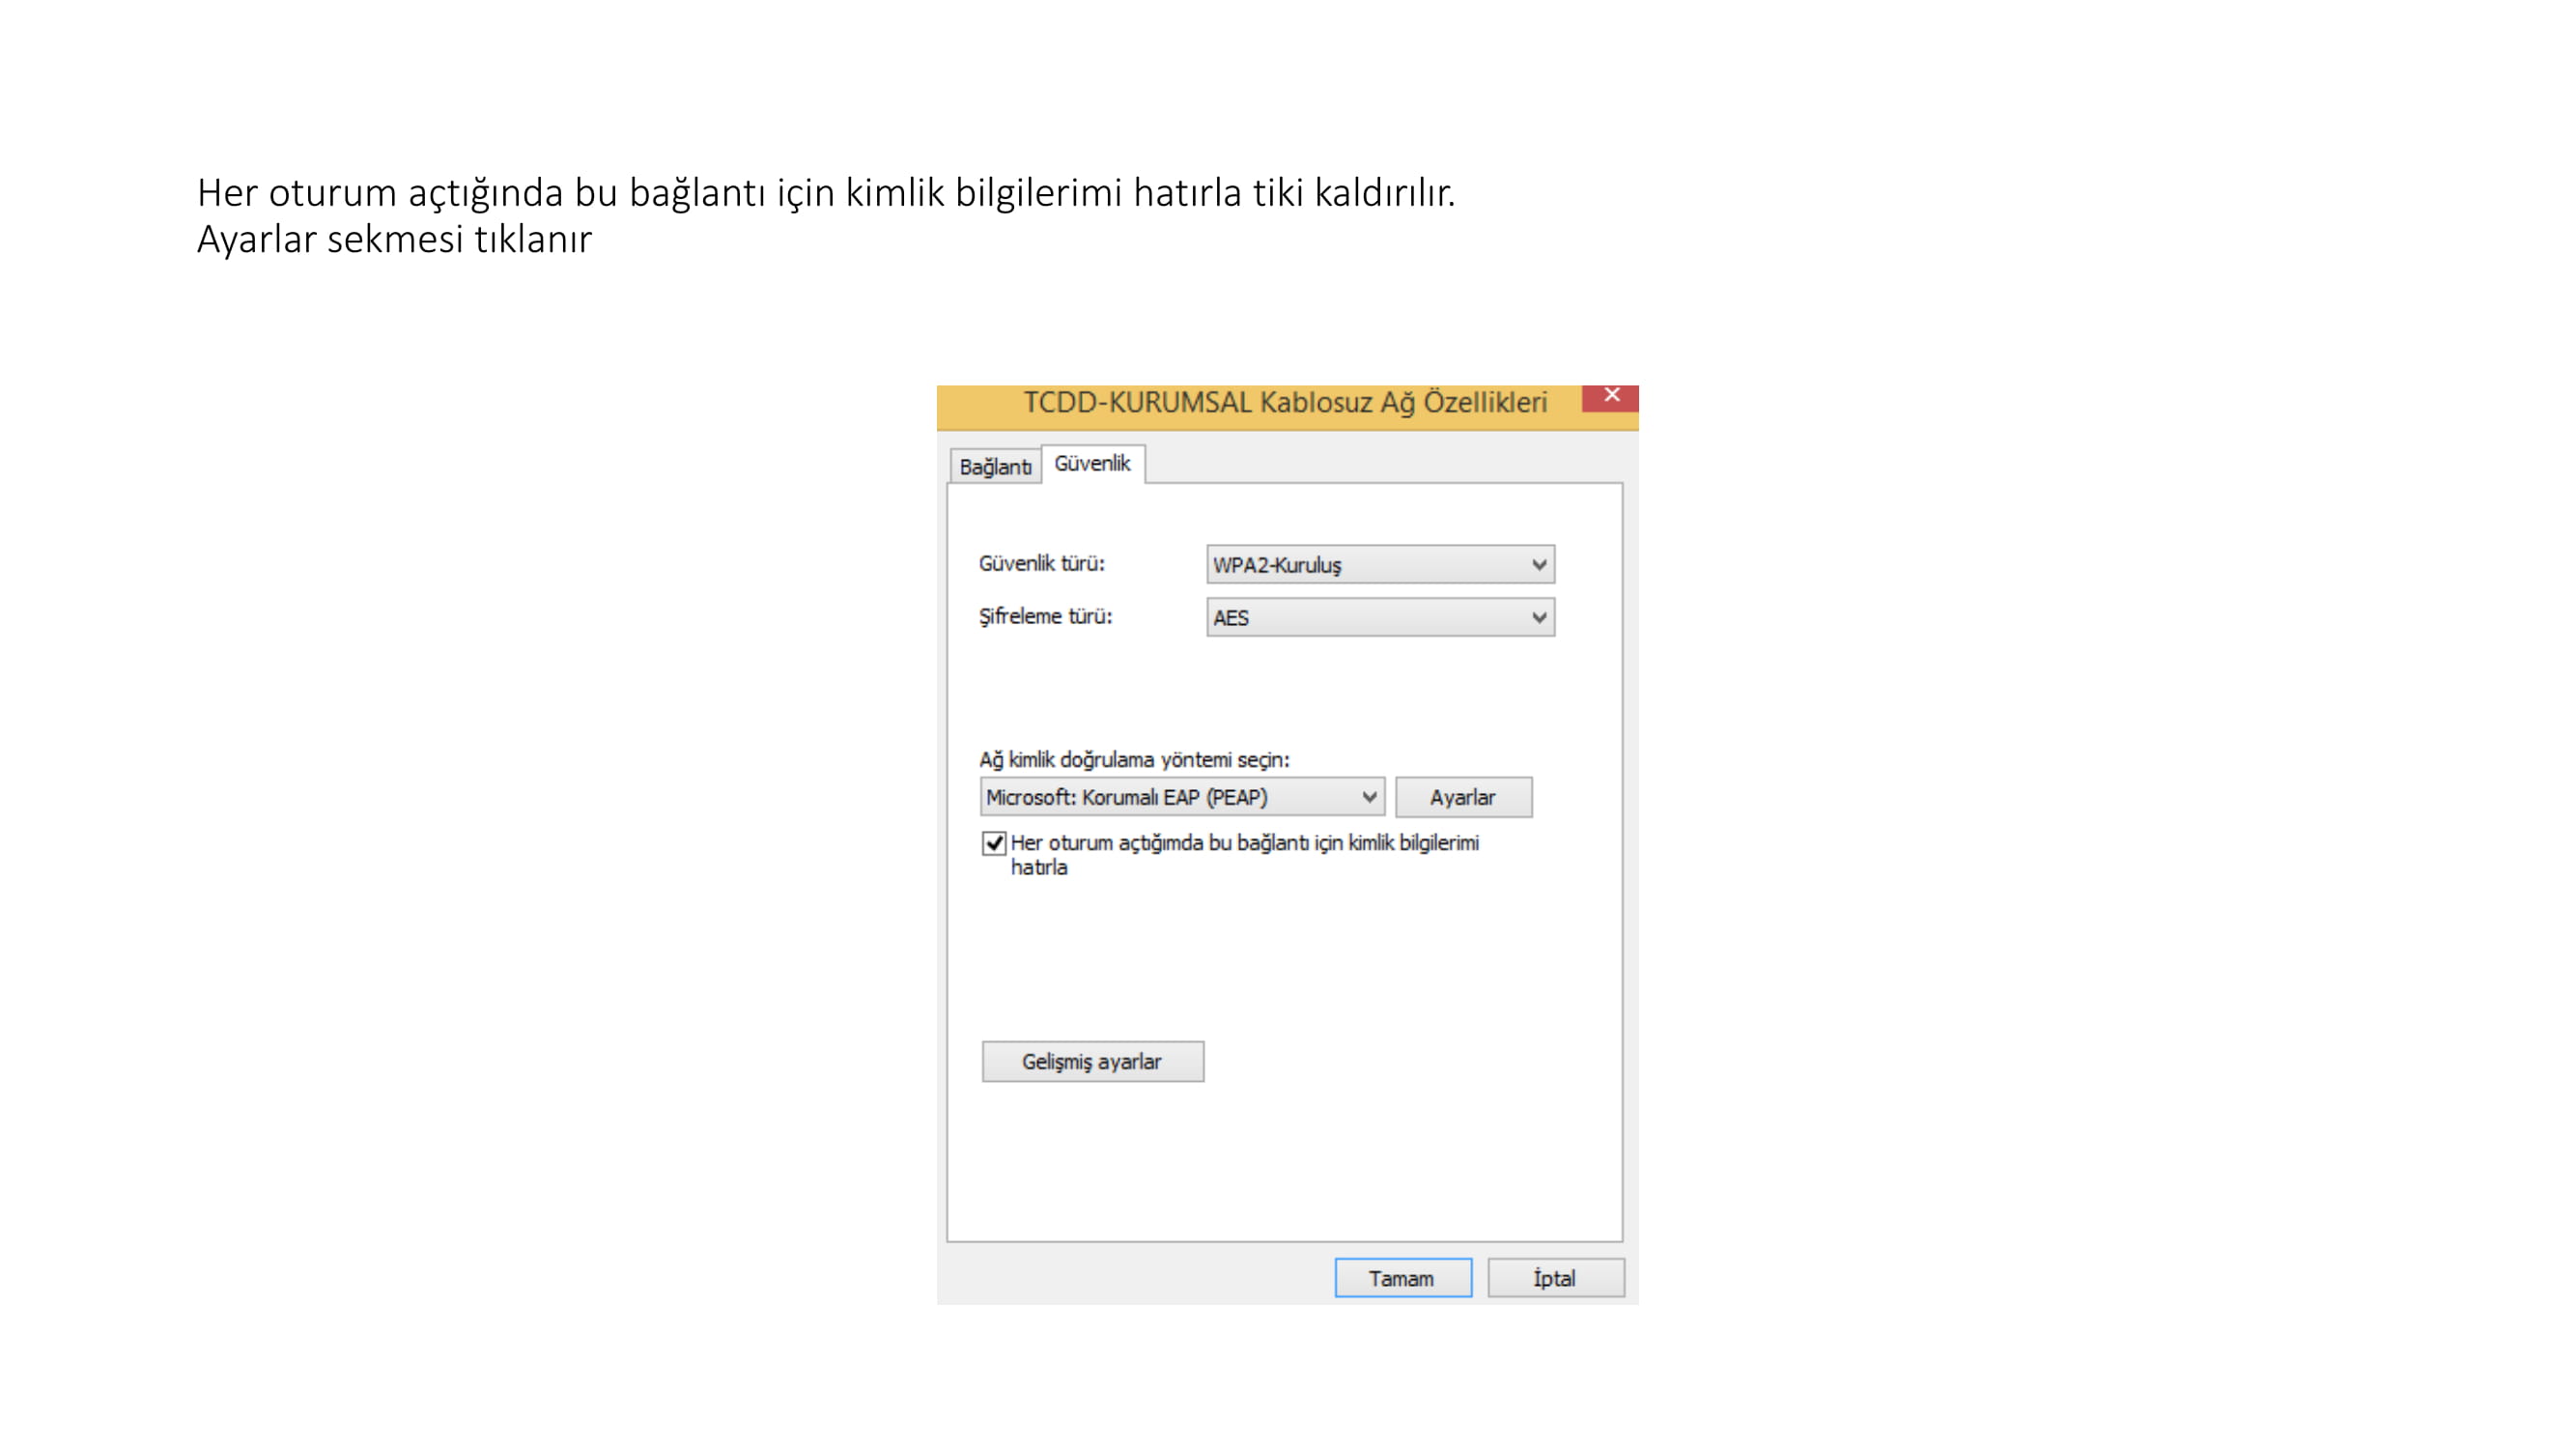 Her oturum açtığında bu bağlantı için kimlik bilgilerimi hatırla tiki kaldırılır.
Ayarlar sekmesi tıklanır
TCDD-KURUMSAL Kablosuz Ağ Özellikleri
Bağlantı Güvenlik
Güvenlik türü: WPA2-Kuruluş
Şifreleme türü: AES
Ağ kimlik doğrulama yöntemi seçin:
Microsoft: Korumalı EAP (PEAP) Ayarlar
Her oturum açtığımda bu bağlantı için kimlik bilgilerimi
hatırla
Gelişmiş ayarlar
Tamam İptal